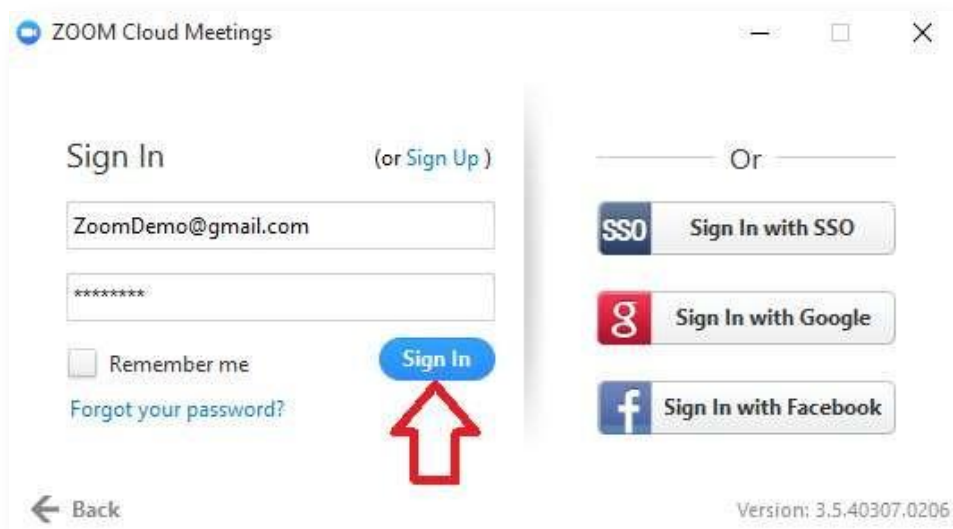 ZOOM Cloud Meetings
Sign In
(or Sign Up )
ZoomDemo@gmail.com
********
Remember me
Sign In
Forgot your password?
Or
SSO Sign In with SSO
g Sign In with Google
f Sign In with Facebook
Back
Version: 3.5.40307.0206